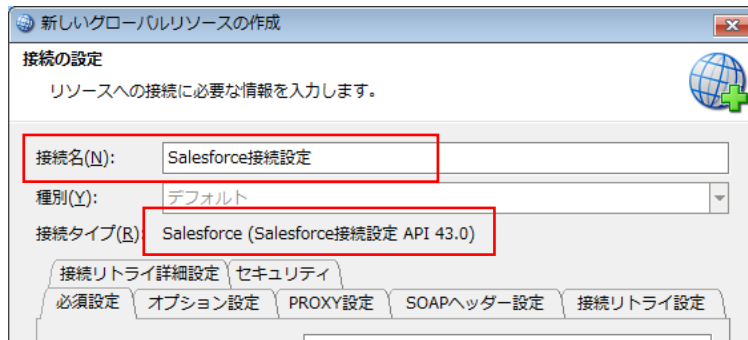 新しいグローバルリソースの作成
接続の設定
リソースへの接続に必要な情報を入力します。
接続名(N): Salesforce接続設定
種別(Y): デフォルト
接続タイプ(R): Salesforce (Salesforce接続設定 API 43.0)
接続リトライ詳細設定 セキュリティ
必須設定 オプション設定 PROXY設定 SOAPヘッダー設定 接続リトライ設定